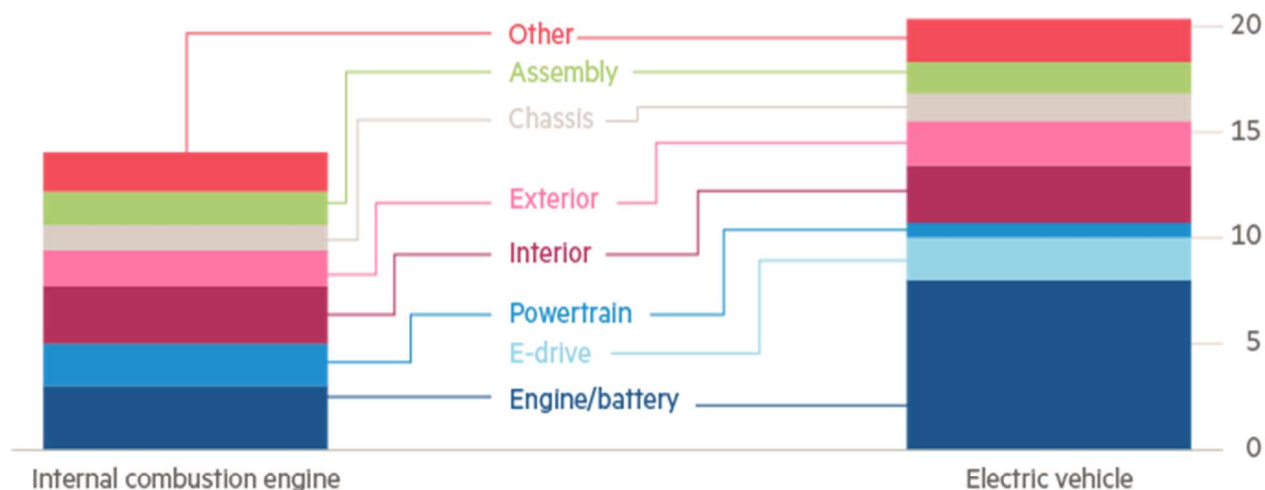 Other
Assembly
Chassis
Exterior
Interior
Powertrain
E-drive
Engine/battery
20
15
10
5
0
Internal combustion engine
Electric vehicle